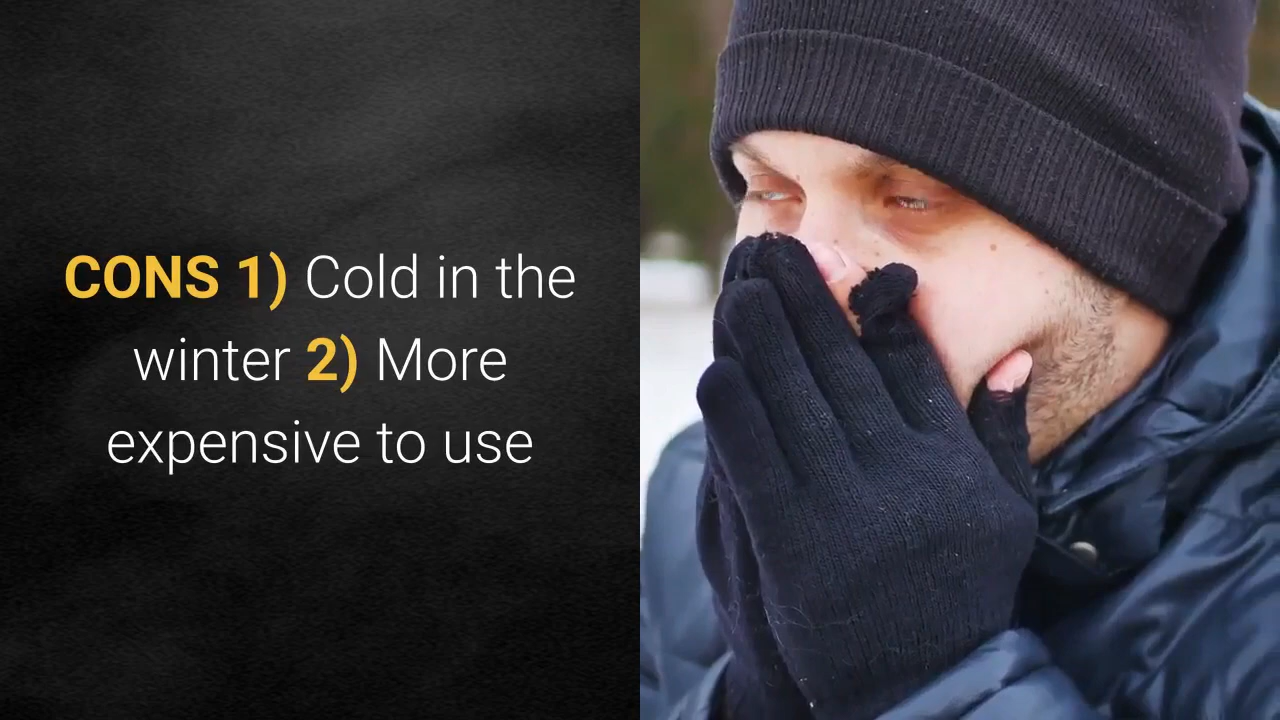 CONS 1) Cold in the
winter 2) More
expensive to use